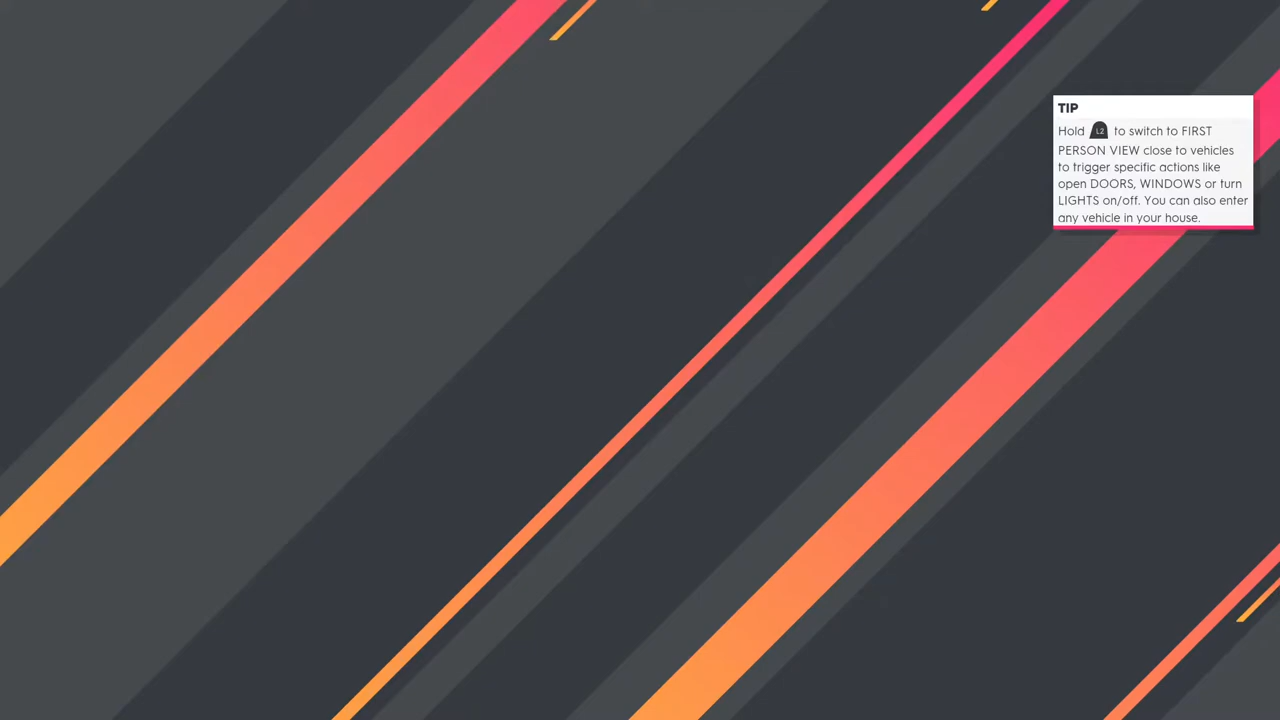 TIP
Hold L2 to switch to FIRST
PERSON VIEW close to vehicles
to trigger specific actions like
open DOORS, WINDOWS or turn
LIGHTS on/off. You can also enter
any vehicle in your house.